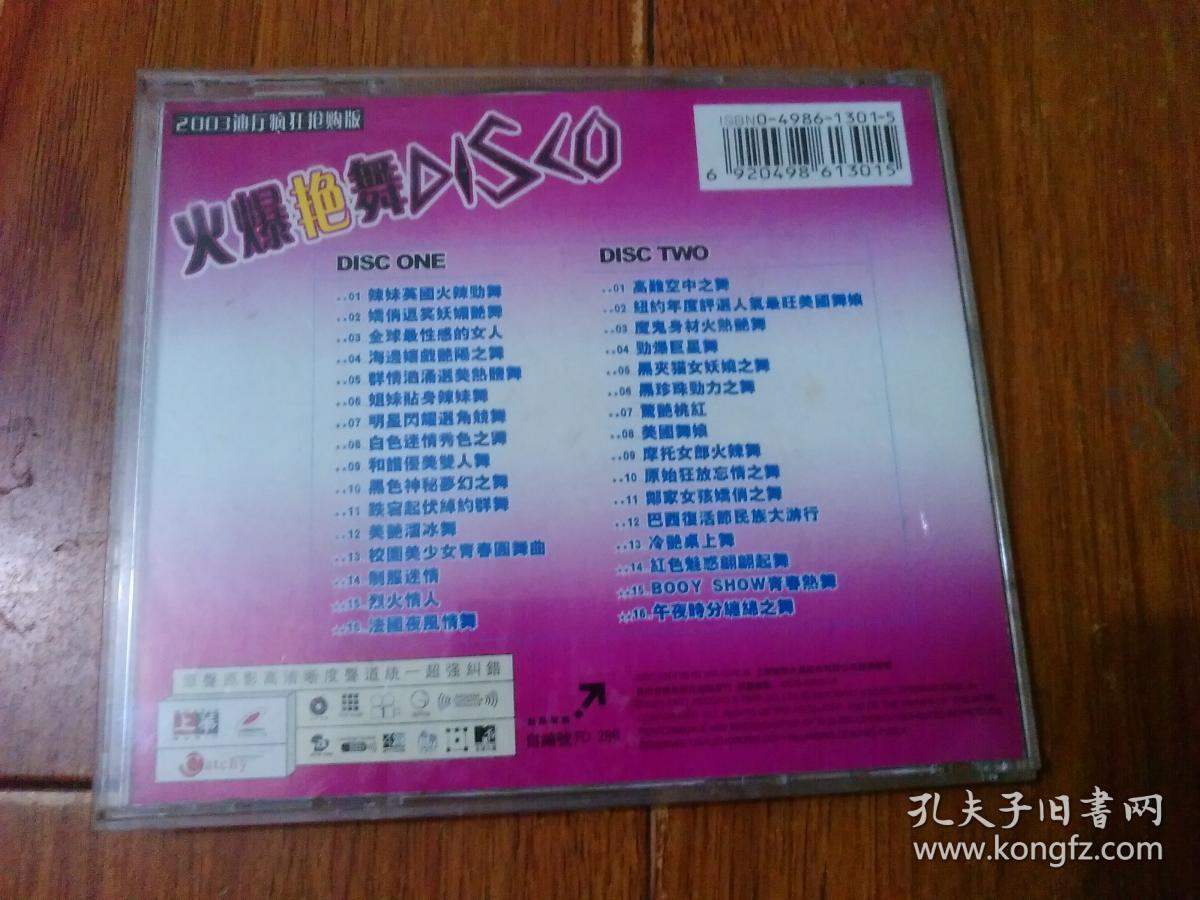 2003迪厅疯狂抢购版
火爆艳舞DISCO
ISBN0-4986-1301-5
6 920498 613015
DISC ONE
01 辣妹英國火辣勁舞
02 嬌俏逗笑妖媚艷舞
03 全球最性感的女人
04 海邊嬉戲艷陽之舞
05 群情洶涌選美熱體舞
06 姐妹貼身辣妹舞
07 明星閃耀選角競舞
08 白色迷情秀色之舞
09 和諧優美雙人舞
10 黑色神秘夢幻之舞
11 跌宕起伏綽約群舞
12 美艷溜冰舞
13 校園美少女青春圓舞曲
14 制服迷情
15 烈火情人
16 法國夜風情舞
DISC TWO
01 高難空中之舞
02 紐約年度評選人氣最旺美國舞娘
03 魔鬼身材火熱艷舞
04 勁爆巨星舞
05 黑夾猫女妖嬈之舞
06 黑珍珠勁力之舞
07 驚艷桃紅
08 美國舞娘
09 摩托女郎火辣舞
10 原始狂放忘情之舞
11 鄰家女孩嬌俏之舞
12 巴西復活節民族大游行
13 冷艷桌上舞
14 紅色魅惑翩翩起舞
15 BOOY SHOW青春熱舞
16 午夜時分纏綿之舞
原聲原影高清晰度聲道統一超强糾錯
自編號FD 286
孔夫子旧书网
www.kongfz.com